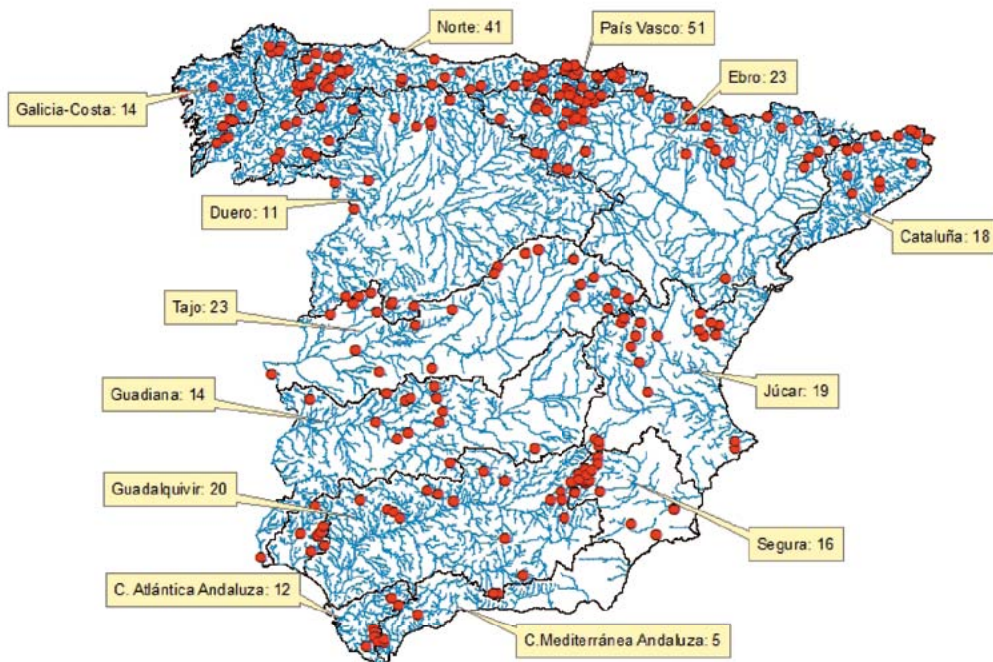 Norte: 41
País Vasco: 51
Ebro: 23
Galicia-Costa: 14
Duero: 11
Cataluña: 18
Tajo: 23
Guadiana: 14
Júcar: 19
Guadalquivir: 20
Segura: 16
C. Atlántica Andaluza: 12
C.Mediterránea Andaluza: 5